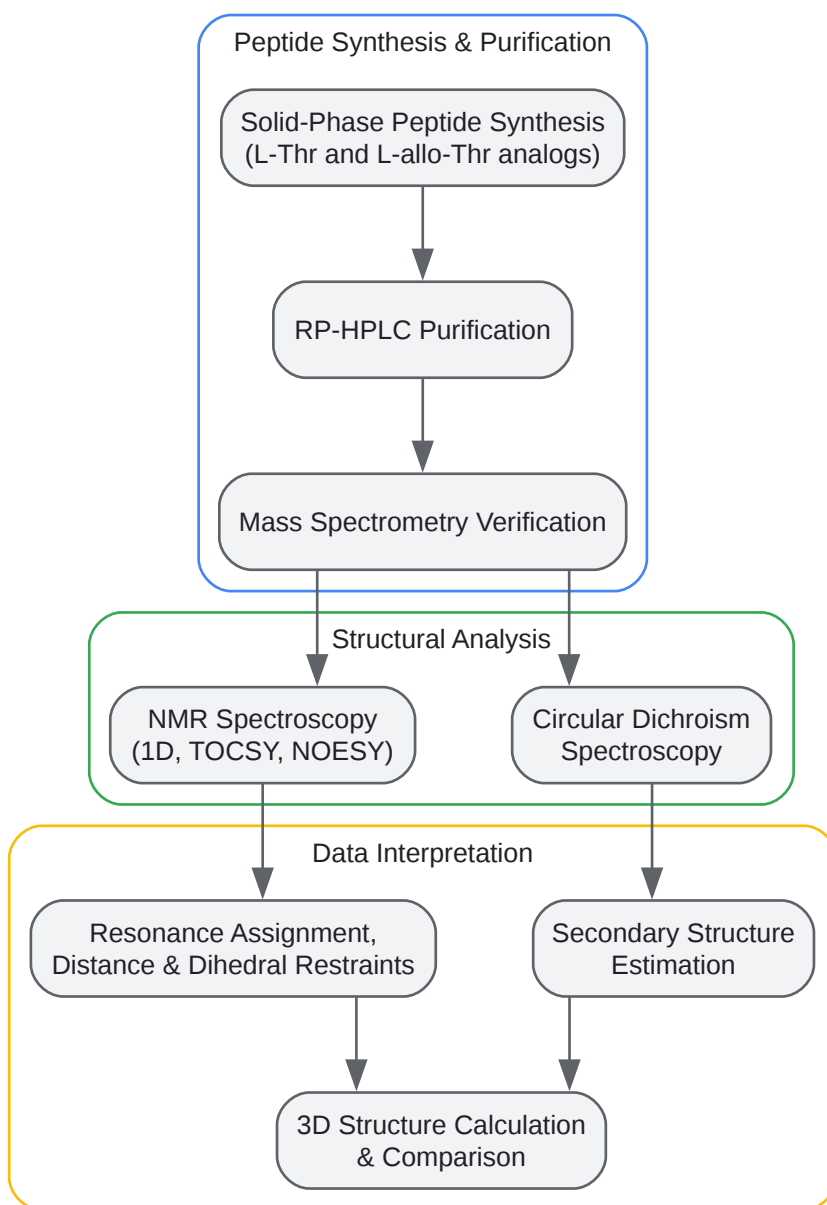 Peptide Synthesis & Purification
Solid-Phase Peptide Synthesis
(L-Thr and L-allo-Thr analogs)
RP-HPLC Purification
Mass Spectrometry Verification
Structural Analysis
NMR Spectroscopy
(1D, TOCSY, NOESY)
Circular Dichroism
Spectroscopy
Data Interpretation
Resonance Assignment,
Distance & Dihedral Restraints
Secondary Structure
Estimation
3D Structure Calculation
& Comparison